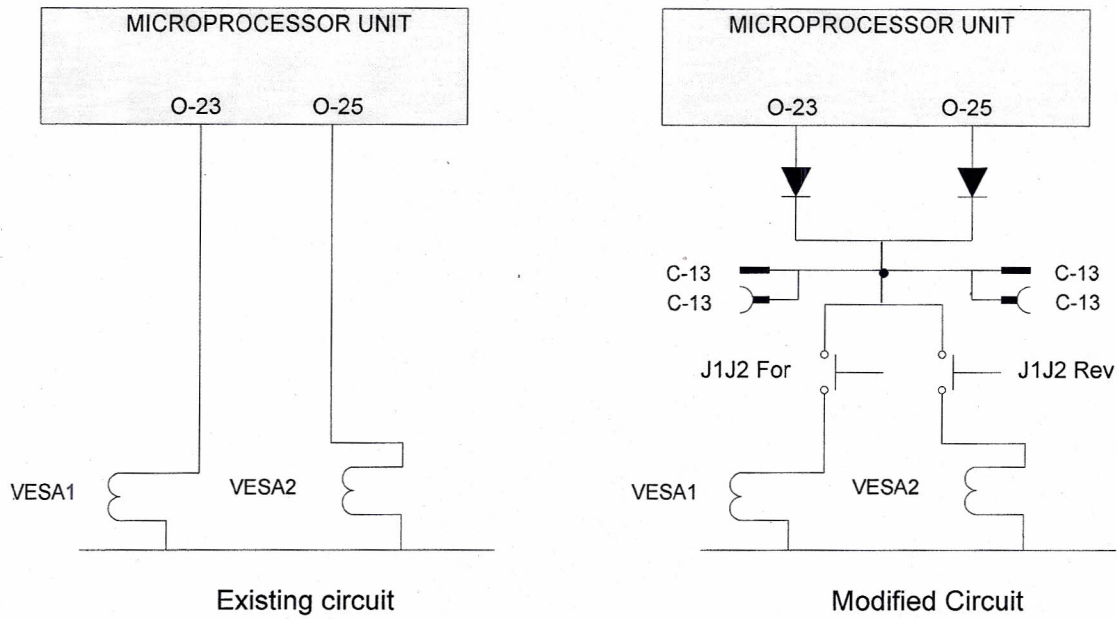 MICROPROCESSOR UNIT
O-23 O-25
VESA1
VESA2
Existing circuit
MICROPROCESSOR UNIT
O-23 O-25
C-13 C-13
C-13 C-13
J1J2 For J1J2 Rev
VESA1
VESA2
Modified Circuit